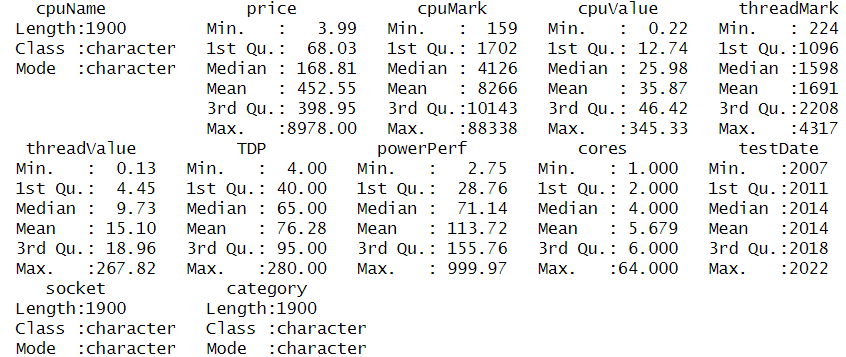 cpuName              price            cpuMark         cpuValue        threadMark
Length:1900        Min.   :   3.99   Min.   :  159   Min.   :  0.22   Min.   : 224
Class :character   1st Qu.:  68.03   1st Qu.: 1702   1st Qu.: 12.74   1st Qu.:1096
Mode  :character   Median : 168.81   Median : 4126   Median : 25.98   Median :1598
                   Mean   : 452.55   Mean   : 8266   Mean   : 35.87   Mean   :1691
                   3rd Qu.: 398.95   3rd Qu.:10143   3rd Qu.: 46.42   3rd Qu.:2208
                   Max.   :8978.00   Max.   :88338   Max.   :345.33   Max.   :4317
 threadValue          TDP           powerPerf          cores           testDate
Min.   :  0.13   Min.   :  4.00   Min.   :  2.75   Min.   : 1.000   Min.   :2007
1st Qu.:  4.45   1st Qu.: 40.00   1st Qu.: 28.76   1st Qu.: 2.000   1st Qu.:2011
Median :  9.73   Median : 65.00   Median : 71.14   Median : 4.000   Median :2014
Mean   : 15.10   Mean   : 76.28   Mean   : 113.72   Mean   : 5.679   Mean   :2014
3rd Qu.: 18.96   3rd Qu.: 95.00   3rd Qu.: 155.76   3rd Qu.: 6.000   3rd Qu.:2018
Max.   :267.82   Max.   :280.00   Max.   : 999.97   Max.   :64.000   Max.   :2022
   socket            category
Length:1900        Length:1900
Class :character   Class :character
Mode  :character   Mode  :character